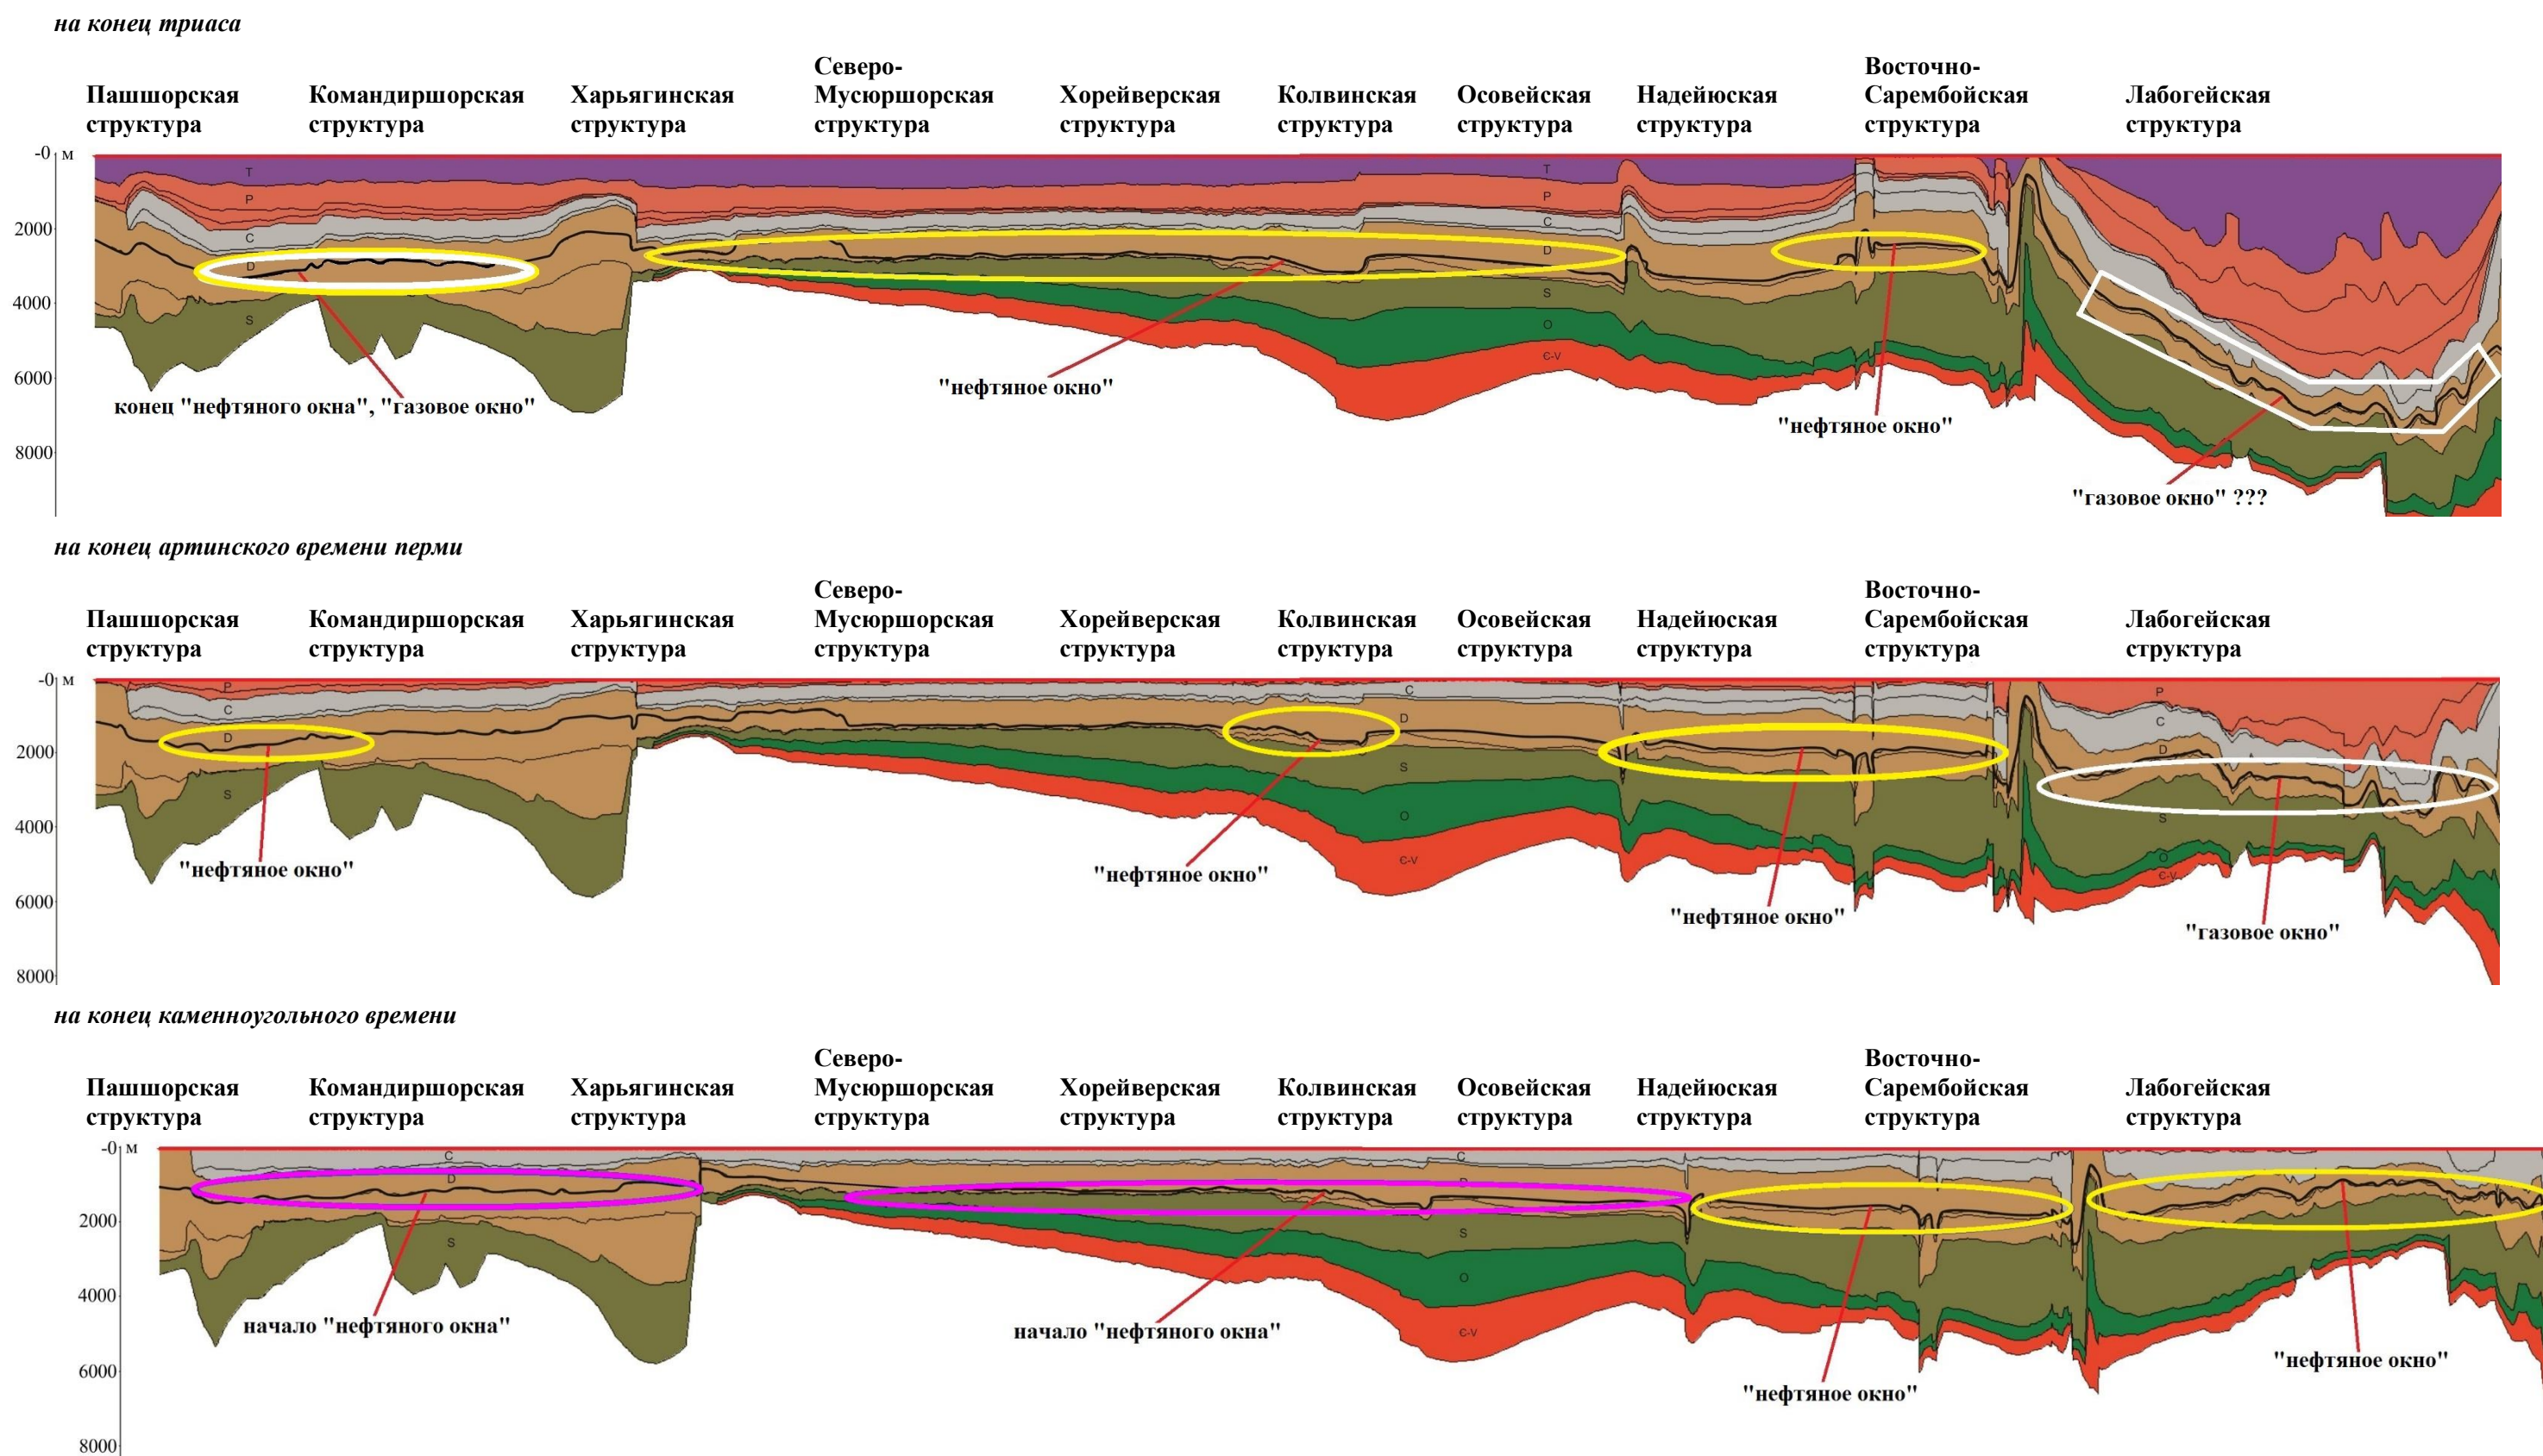 на конец триаса
Пашшорская структура
Командиршорская структура
Харьягинская структура
Северо-Мусюршорская структура
Хорейверская структура
Колвинская структура
Осовейская структура
Надейюская структура
Восточно-Сарембойская структура
Лабогейская структура
-0 м
2000
4000
6000
8000
T
P
C
D
S
T
P
C
D
S
O
Є-V
конец "нефтяного окна", "газовое окно"
"нефтяное окно"
"нефтяное окно"
"газовое окно" ???
на конец артинского времени перми
Пашшорская структура
Командиршорская структура
Харьягинская структура
Северо-Мусюршорская структура
Хорейверская структура
Колвинская структура
Осовейская структура
Надейюская структура
Восточно-Сарембойская структура
Лабогейская структура
-0 м
2000
4000
6000
8000
P
C
D
S
C
D
S
O
Є-V
P
C
D
S
O
Є-V
"нефтяное окно"
"нефтяное окно"
"нефтяное окно"
"газовое окно"
на конец каменноугольного времени
Пашшорская структура
Командиршорская структура
Харьягинская структура
Северо-Мусюршорская структура
Хорейверская структура
Колвинская структура
Осовейская структура
Надейюская структура
Восточно-Сарембойская структура
Лабогейская структура
-0 м
2000
4000
6000
8000
C
D
S
C
D
S
O
Є-V
начало "нефтяного окна"
начало "нефтяного окна"
"нефтяное окно"
"нефтяное окно"